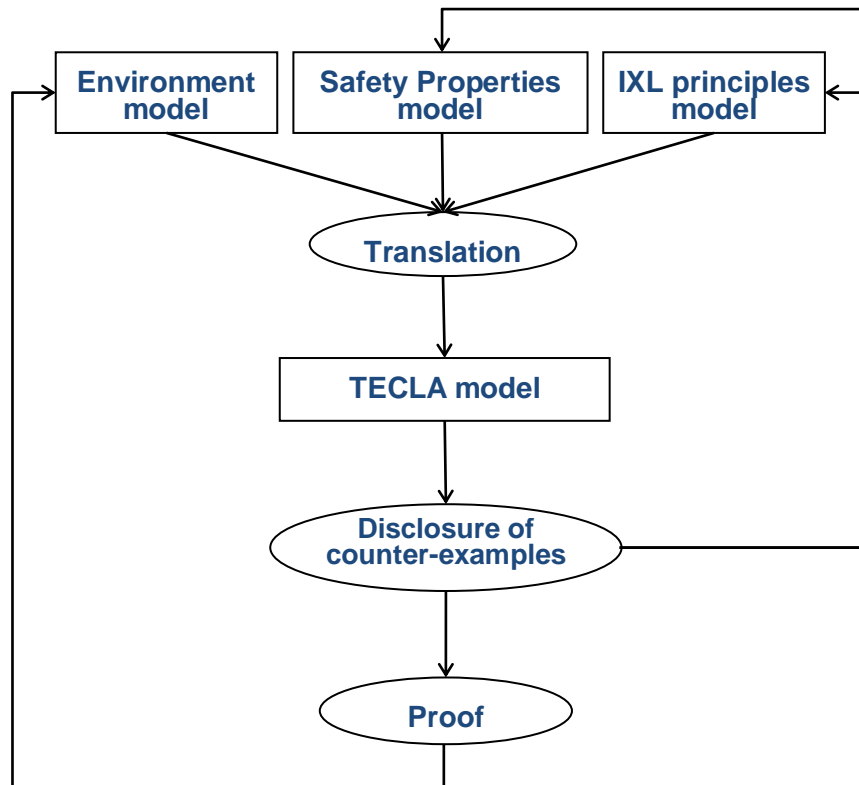 Environment
model
Safety Properties
model
IXL principles
model
Translation
TECLA model
Disclosure of
counter-examples
Proof